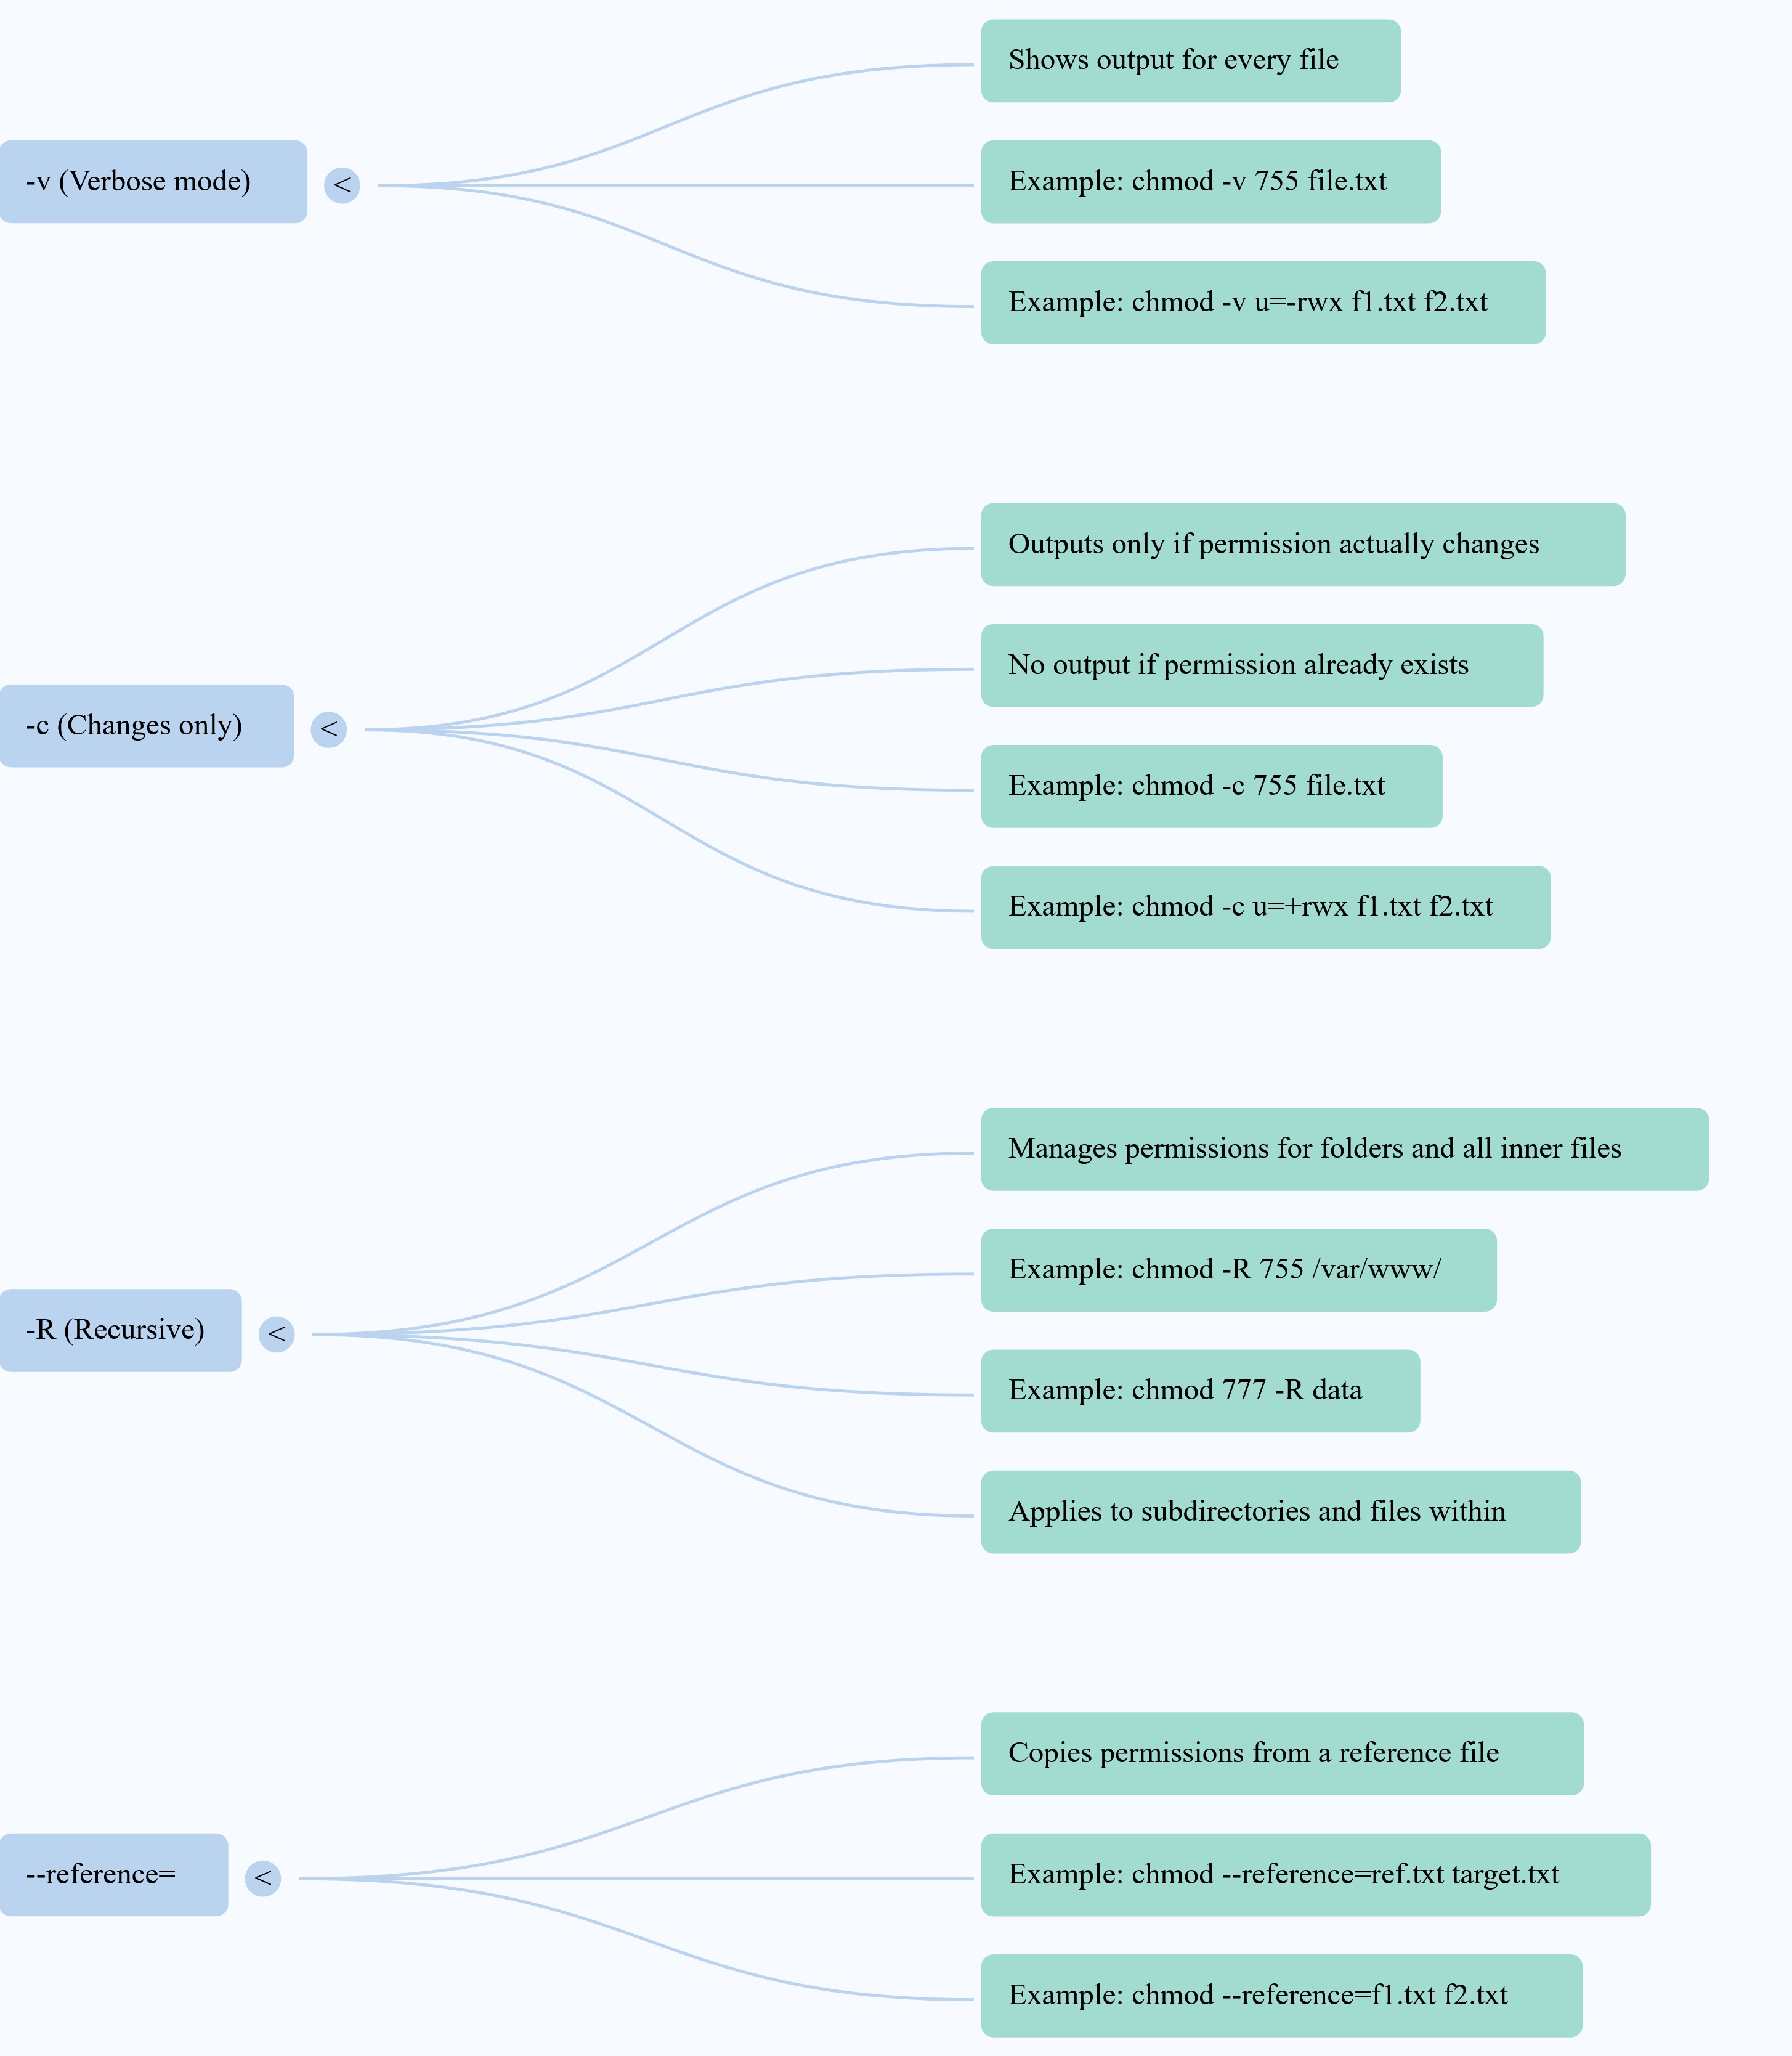 -v (Verbose mode)
<
Shows output for every file
Example: chmod -v 755 file.txt
Example: chmod -v u=-rwx f1.txt f2.txt
-c (Changes only)
<
Outputs only if permission actually changes
No output if permission already exists
Example: chmod -c 755 file.txt
Example: chmod -c u=+rwx f1.txt f2.txt
-R (Recursive)
<
Manages permissions for folders and all inner files
Example: chmod -R 755 /var/www/
Example: chmod 777 -R data
Applies to subdirectories and files within
--reference=
<
Copies permissions from a reference file
Example: chmod --reference=ref.txt target.txt
Example: chmod --reference=f1.txt f2.txt